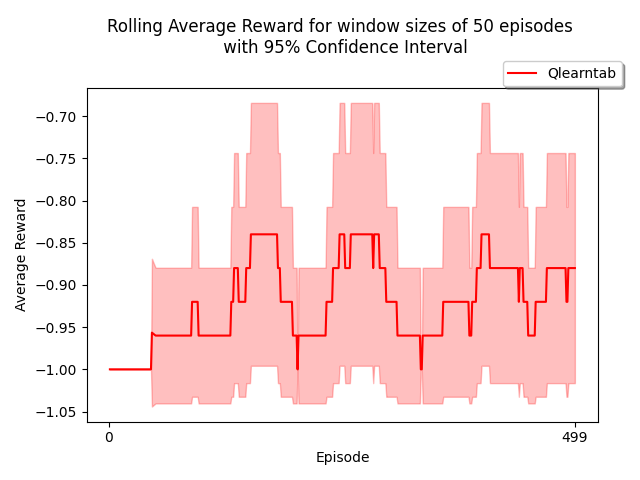 Rolling Average Reward for window sizes of 50 episodes
with 95% Confidence Interval
Qlearntab
−0.70
−0.75
−0.80
−0.85
−0.90
−0.95
−1.00
−1.05
Average Reward
0
499
Episode